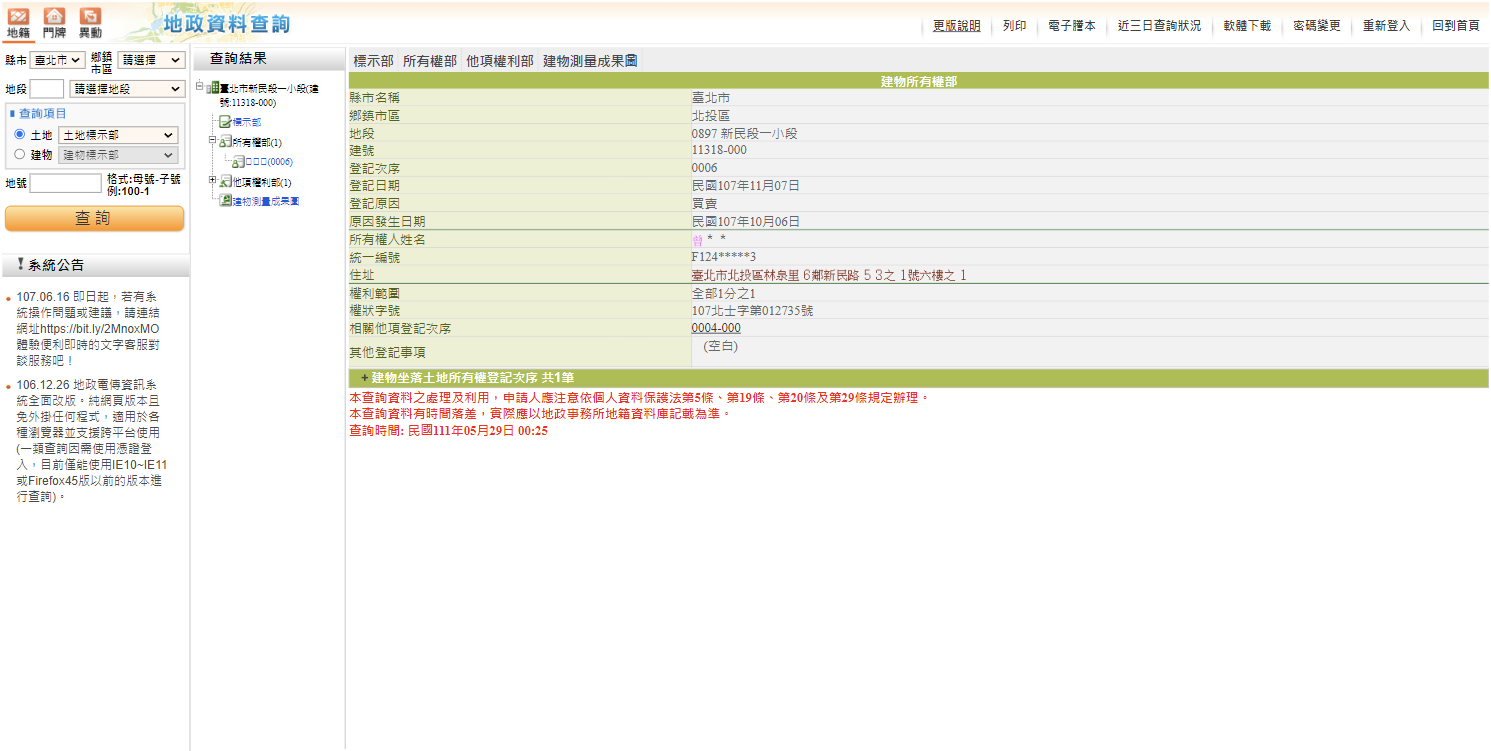 地籍 門牌 異動
地政資料查詢
更版說明 列印 電子謄本 近三日查詢狀況 軟體下載 密碼變更 重新登入 回到首頁
縣市 臺北市 鄉鎮市區 請選擇
地段 請選擇地段
查詢項目
土地 土地標示部
建物 建物標示部
地號 格式:母號-子號
例:100-1
查 詢
系統公告
107.06.16 即日起，若有系
統操作問題或建議，請連結
網址https://bit.ly/2MnoxMO
體驗便利即時的文字客服對
談服務吧！
106.12.26 地政電傳資訊系
統全面改版。純網頁版本且
免外掛任何程式，適用於各
種瀏覽器並支援跨平台使用
(一類查詢因需使用憑證登
入，目前僅能使用IE10~IE11
或Firefox45版以前的版本進
行查詢)。
查詢結果
臺北市新民段一小段(建
號:11318-000)
標示部
所有權部(1)
□□□(0006)
他項權利部(1)
建物測量成果圖
標示部 所有權部 他項權利部 建物測量成果圖
建物所有權部
縣市名稱 臺北市
鄉鎮市區 北投區
地段 0897 新民段一小段
建號 11318-000
登記次序 0006
登記日期 民國107年11月07日
登記原因 買賣
原因發生日期 民國107年10月06日
所有權人姓名 曾＊＊
統一編號 F124*****3
住址 臺北市北投區林泉里６鄰新民路５３之１號六樓之１
權利範圍 全部1分之1
權狀字號 107北士字第012735號
相關他項登記次序 0004-000
其他登記事項 (空白)
+ 建物坐落土地所有權登記次序 共1筆
本查詢資料之處理及利用，申請人應注意依個人資料保護法第5條、第19條、第20條及第29條規定辦理。
本查詢資料有時間落差，實際應以地政事務所地籍資料庫記載為準。
查詢時間: 民國111年05月29日 00:25